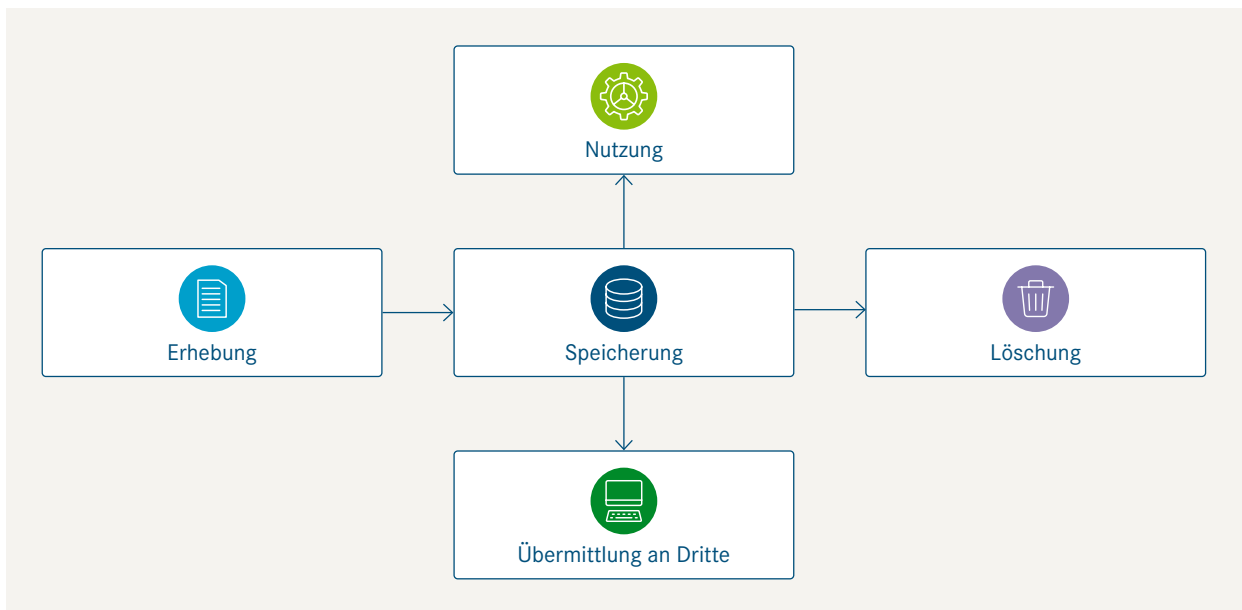 Nutzung
Erhebung
Speicherung
Löschung
Übermittlung an Dritte